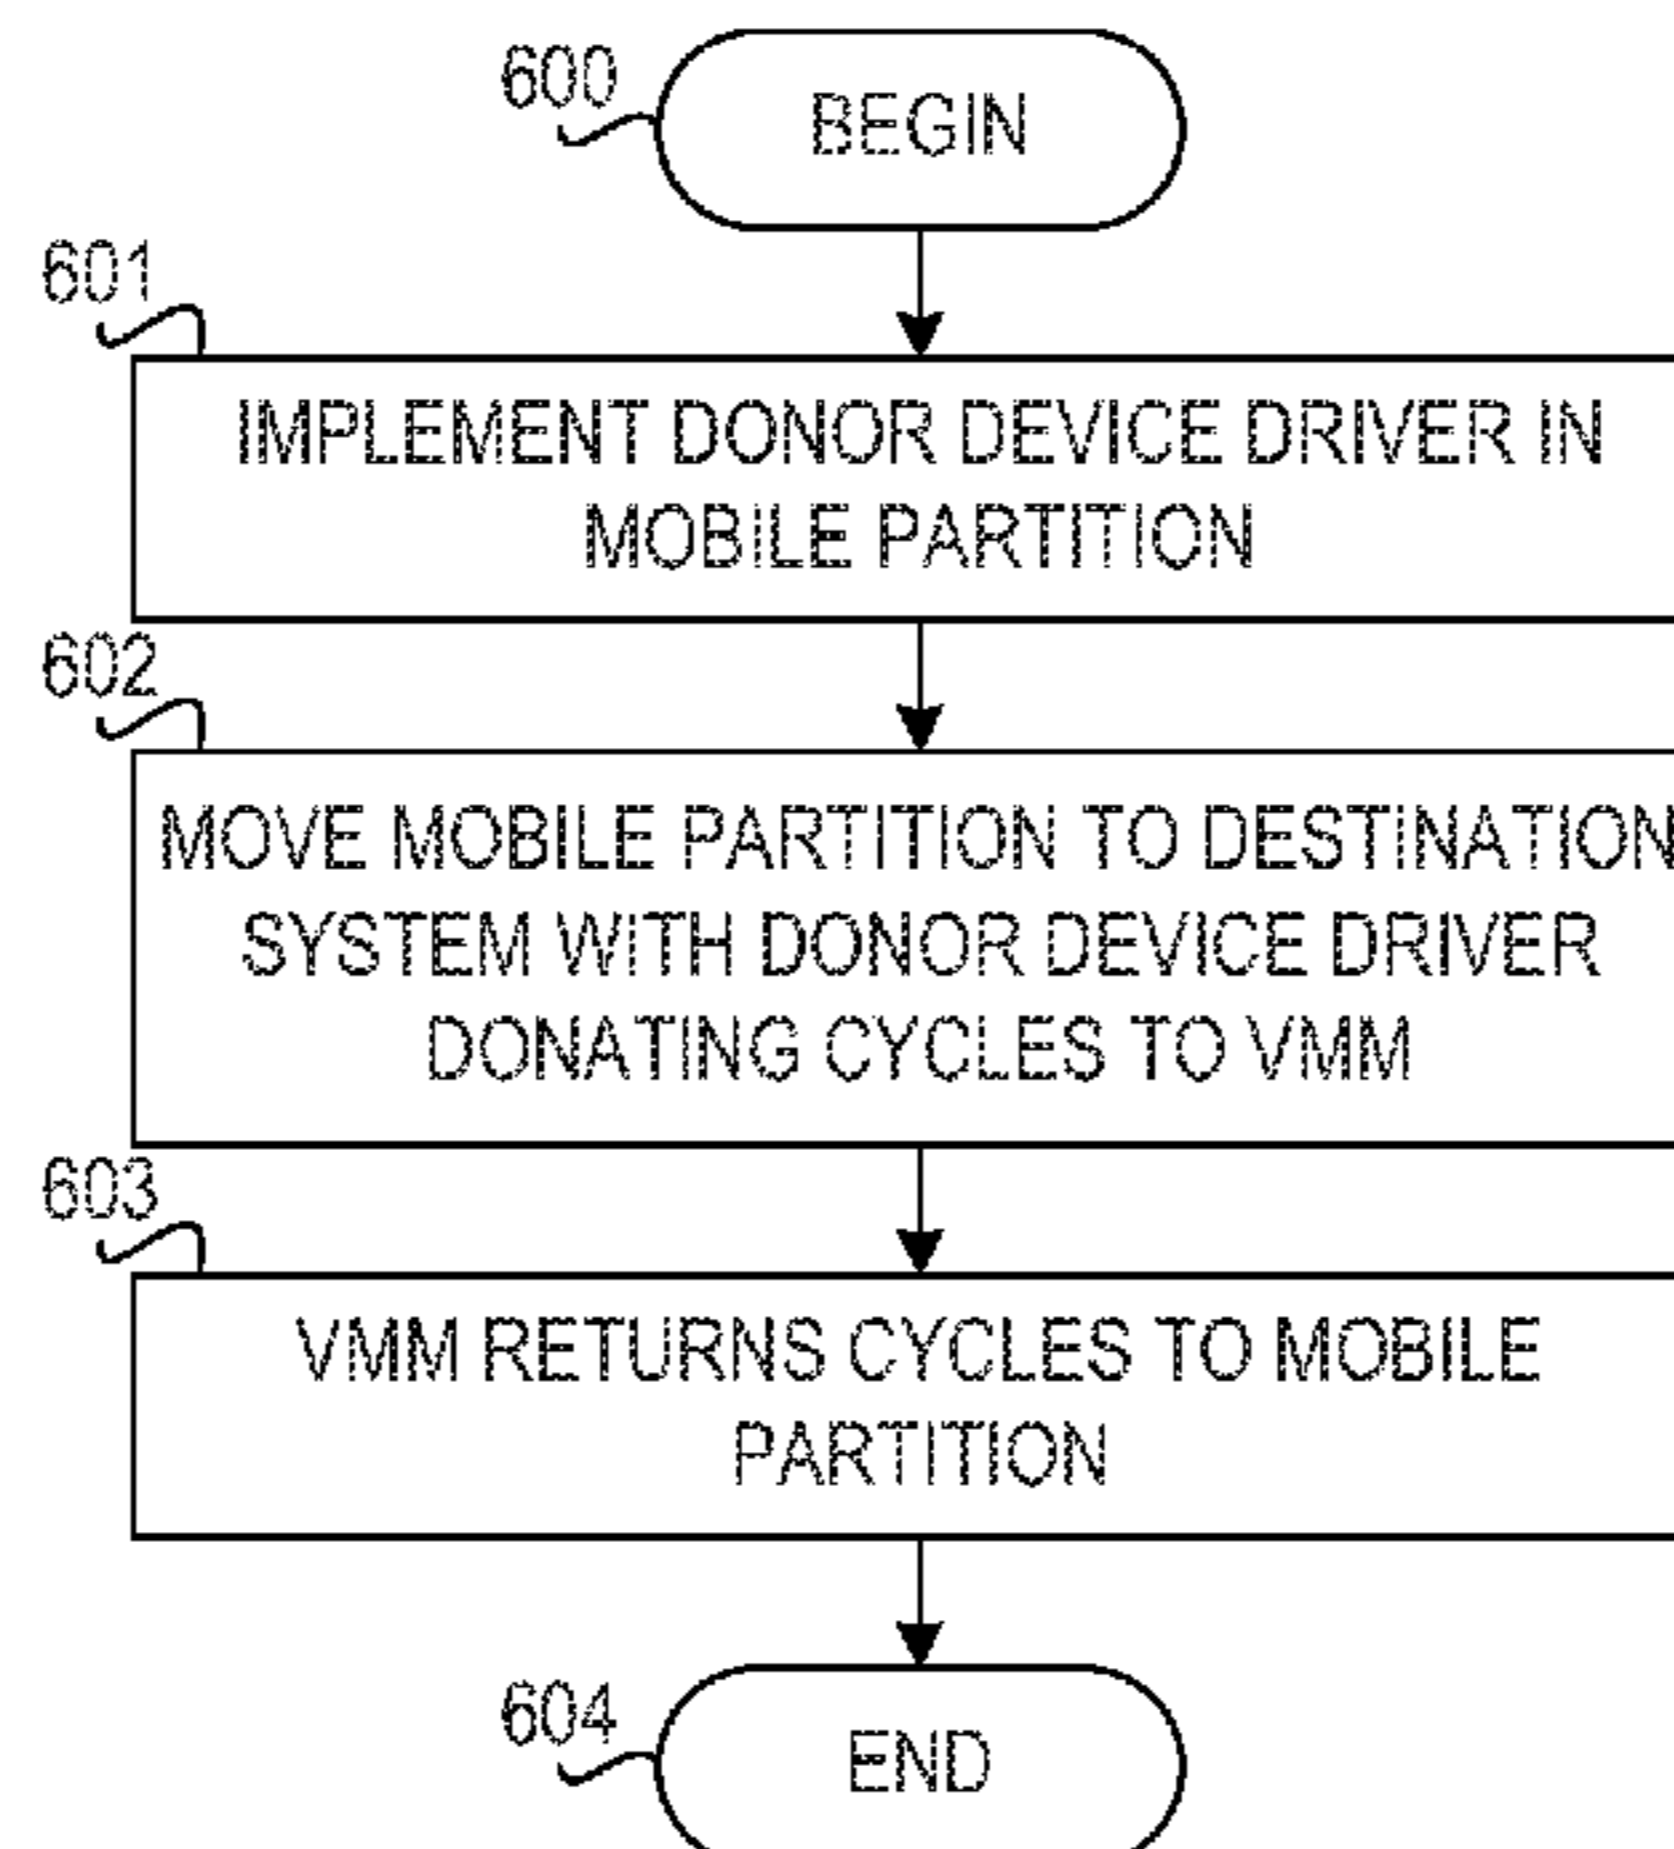 600
BEGIN
601
IMPLEMENT DONOR DEVICE DRIVER IN
MOBILE PARTITION
602
MOVE MOBILE PARTITION TO DESTINATION
SYSTEM WITH DONOR DEVICE DRIVER
DONATING CYCLES TO VMM
603
VMM RETURNS CYCLES TO MOBILE
PARTITION
604
END